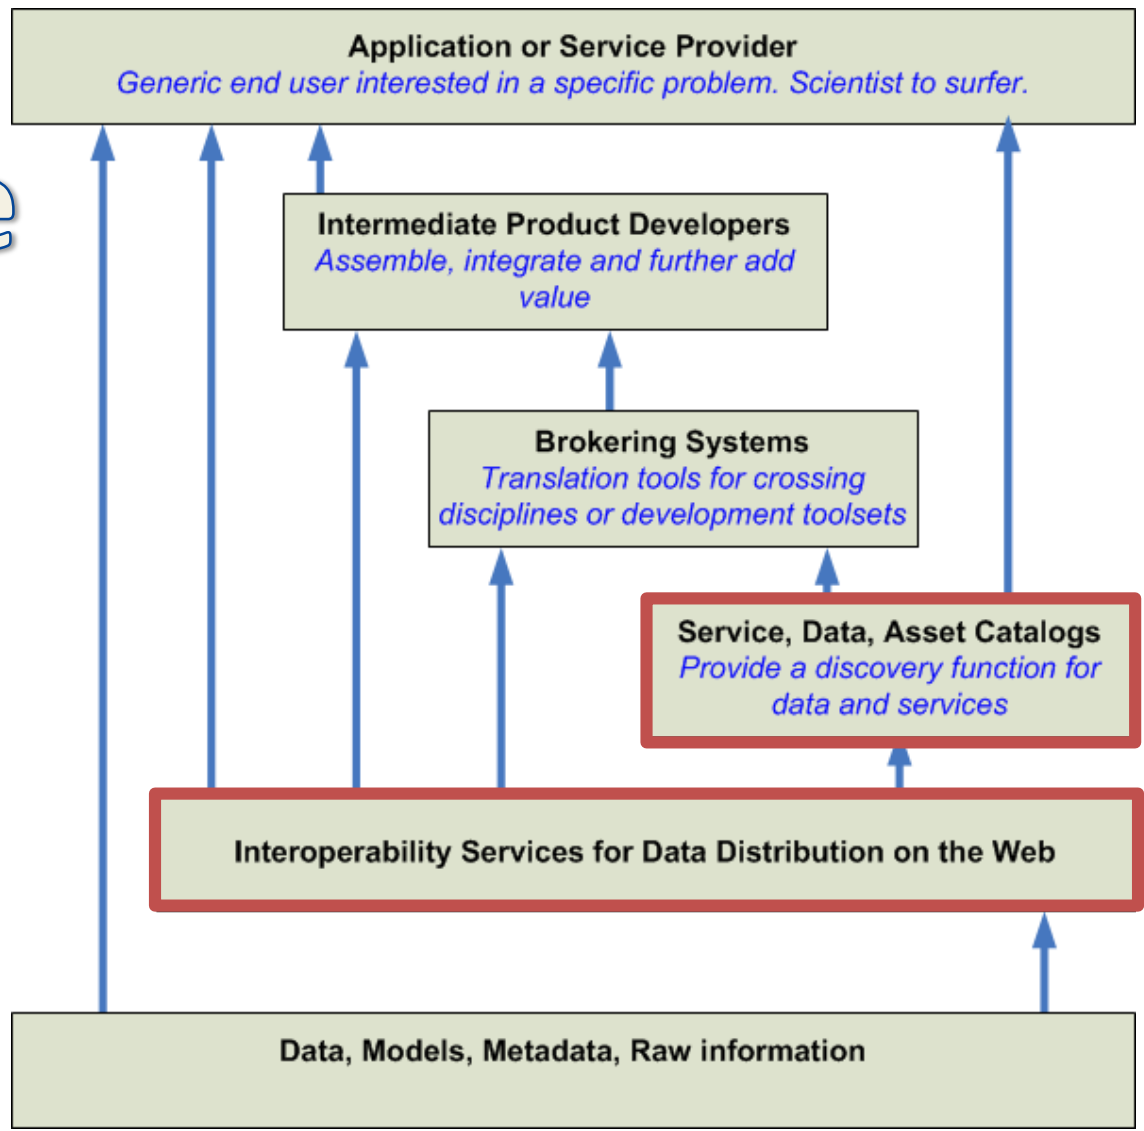 Application or Service Provider
Generic end user interested in a specific problem. Scientist to surfer.
e
Intermediate Product Developers
Assemble, integrate and further add
value
Brokering Systems
Translation tools for crossing
disciplines or development toolsets
Service, Data, Asset Catalogs
Provide a discovery function for
data and services
Interoperability Services for Data Distribution on the Web
Data, Models, Metadata, Raw information